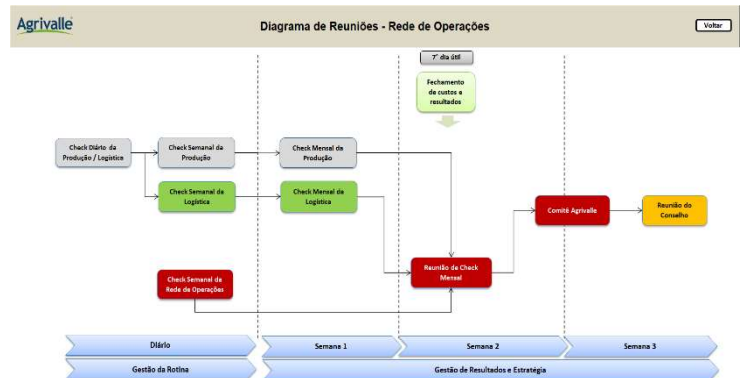 Agrivalle
Diagrama de Reuniões - Rede de Operações
Voltar
7° dia útil
Fechamento
de custos e
resultados
Check Diário da
Produção / Logística
Check Semanal da
Produção
Check Mensal da
Produção
Check Semanal da
Logística
Check Mensal da
Logística
Comitê Agrivalle
Reunião do
Conselho
Reunião de Check
Mensal
Check Semanal da
Rede de Operações
Diário
Semana 1
Semana 2
Semana 3
Gestão da Rotina
Gestão de Resultados e Estratégia